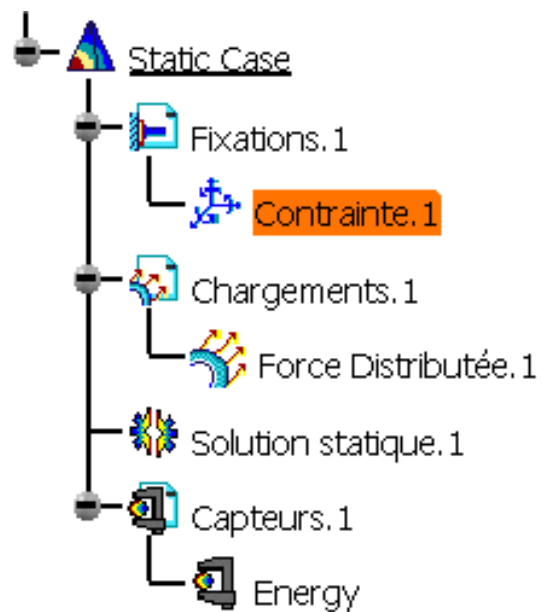 Static Case
Fixations.1
Contrainte.1
Chargements.1
Force Distributée.1
Solution statique.1
Capteurs.1
Energy